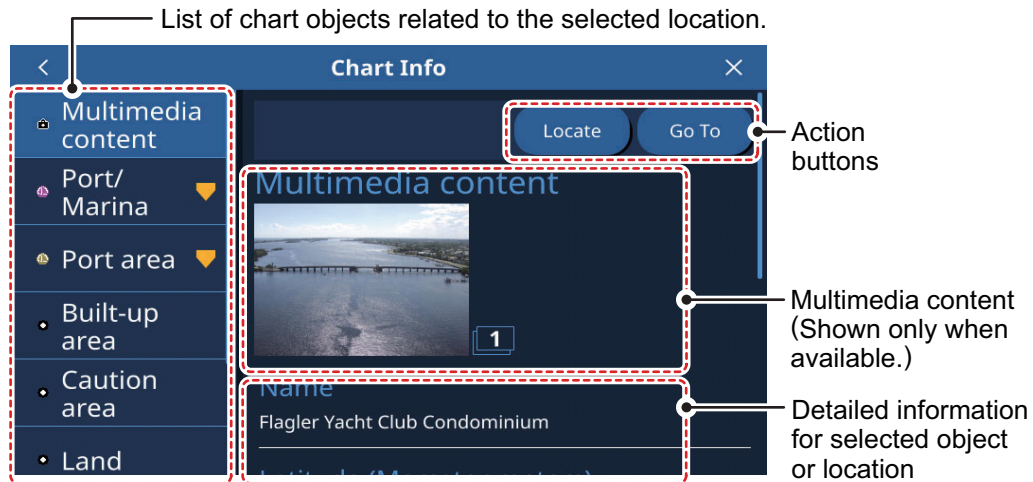 List of chart objects related to the selected location.
Chart Info
Multimedia
content
Port/
Marina
Port area
Built-up
area
Caution
area
Land
Locate
Go To
Multimedia content
1
Name
Flagler Yacht Club Condominium
Action
buttons
Multimedia content
(Shown only when
available.)
Detailed information
for selected object
or location